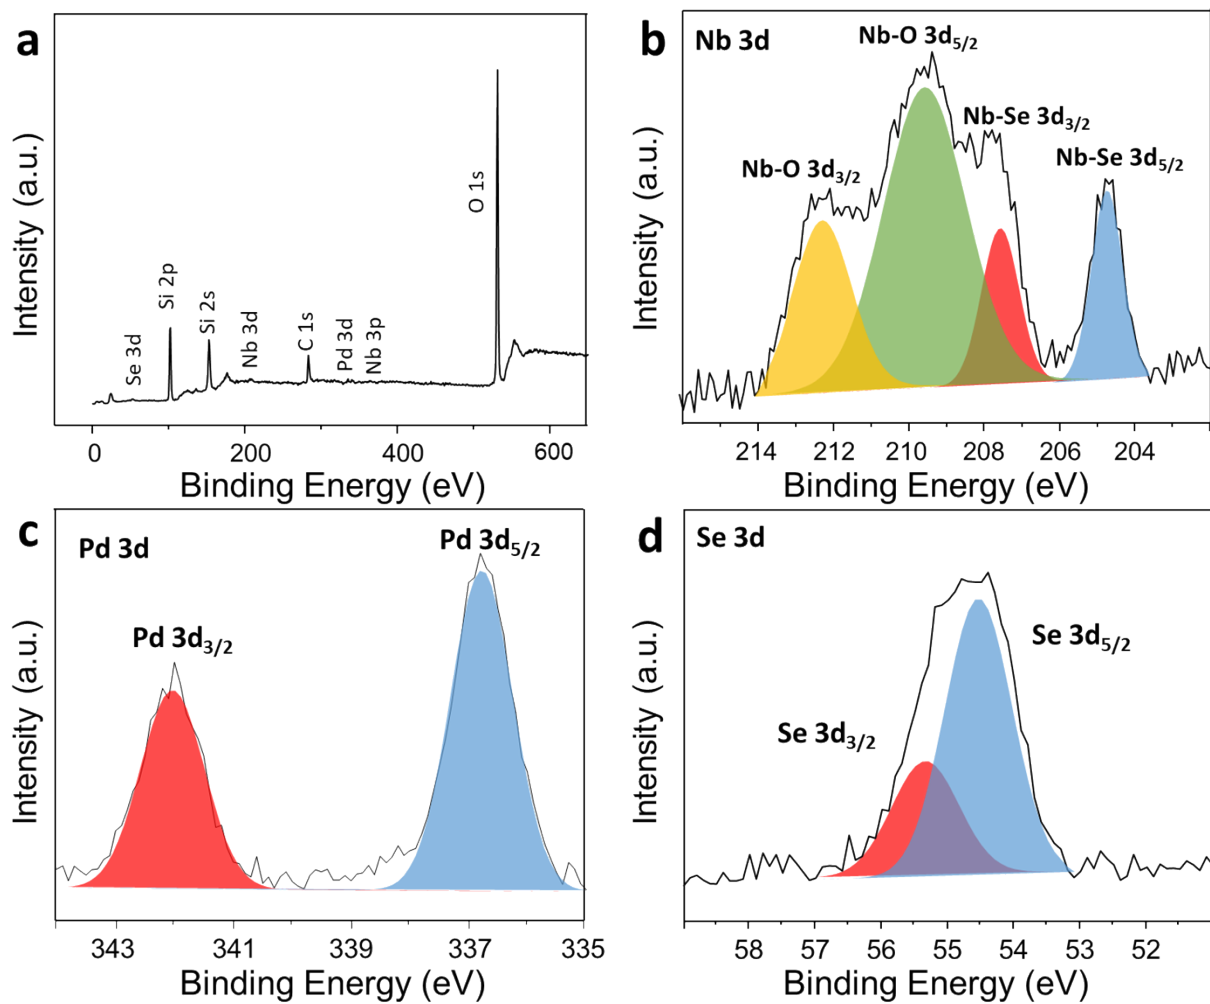 a
Intensity (a.u.)
Se 3d
Si 2p
Si 2s
Nb 3d
C 1s
Pd 3d
Nb 3p
O 1s
0 200 400 600
Binding Energy (eV)
b
Nb 3d
Intensity (a.u.)
Nb-O 3d5/2
Nb-Se 3d3/2
Nb-O 3d3/2
Nb-Se 3d5/2
214 212 210 208 206 204
Binding Energy (eV)
c
Pd 3d
Intensity (a.u.)
Pd 3d5/2
Pd 3d3/2
343 341 339 337 335
Binding Energy (eV)
d
Se 3d
Intensity (a.u.)
Se 3d5/2
Se 3d3/2
58 57 56 55 54 53 52
Binding Energy (eV)